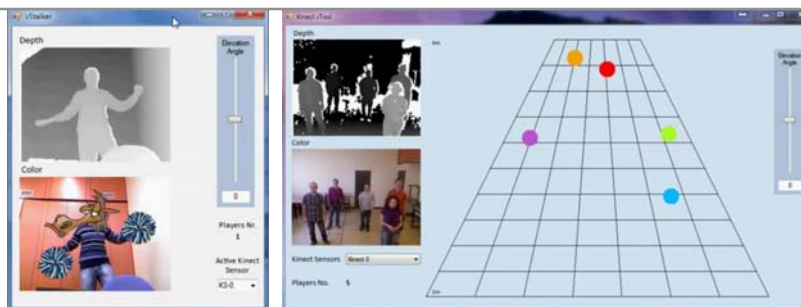 vStalker
Depth
Elevation
Angle
Color
0
Players Nr.
1
Active Kinect
Sensor
KS-0
Kinect vTool
Depth
Color
Kinect Sensors
Kinect 0
Players No. 5
Elevation
Angle
0